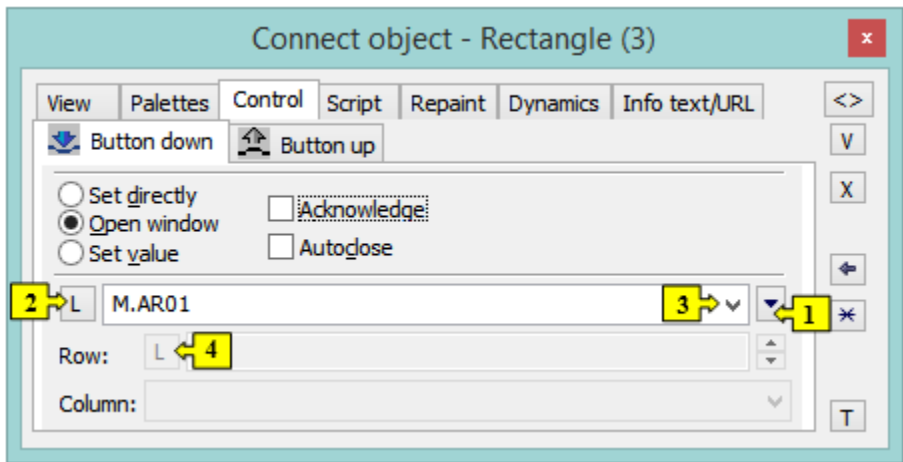 Connect object - Rectangle (3)
x
View Palettes Control Script Repaint Dynamics Info text/URL <>
Button down Button up V
Set directly X
Acknowledge
Open window
Autoclose
Set value
2 L M.AR01 3 1
Row: L 4
Column:
T